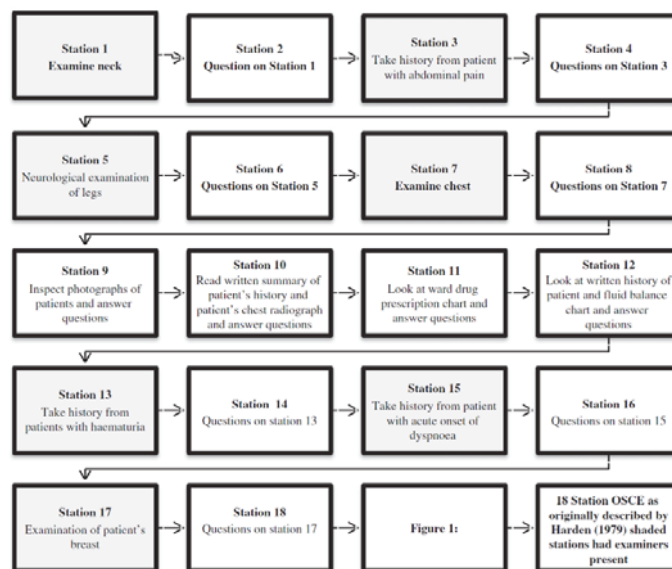 Station 1
Examine neck
Station 2
Question on Station 1
Station 3
Take history from patient
with abdominal pain
Station 4
Questions on Station 3
Station 5
Neurological examination
of legs
Station 6
Questions on Station 5
Station 7
Examine chest
Station 8
Questions on Station 7
Station 9
Inspect photographs of
patients and answer
questions
Station 10
Read written summary of
patient's history and
patient's chest radiograph
and answer questions
Station 11
Look at ward drug
prescription chart and
answer questions
Station 12
Look at written history of
patient and fluid balance
chart and answer
questions
Station 13
Take history from
patients with haematuria
Station 14
Questions on station 13
Station 15
Take history from patient
with acute onset of
dyspnoea
Station 16
Questions on station 15
Station 17
Examination of patient's
breast
Station 18
Questions on station 17
Figure 1:
18 Station OSCE as
originally described by
Harden (1979) shaded
stations had examiners
present